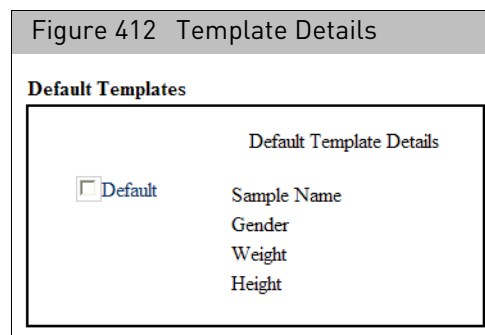 Figure 412 Template Details
Default Templates
Default Template Details
Default
Sample Name
Gender
Weight
Height